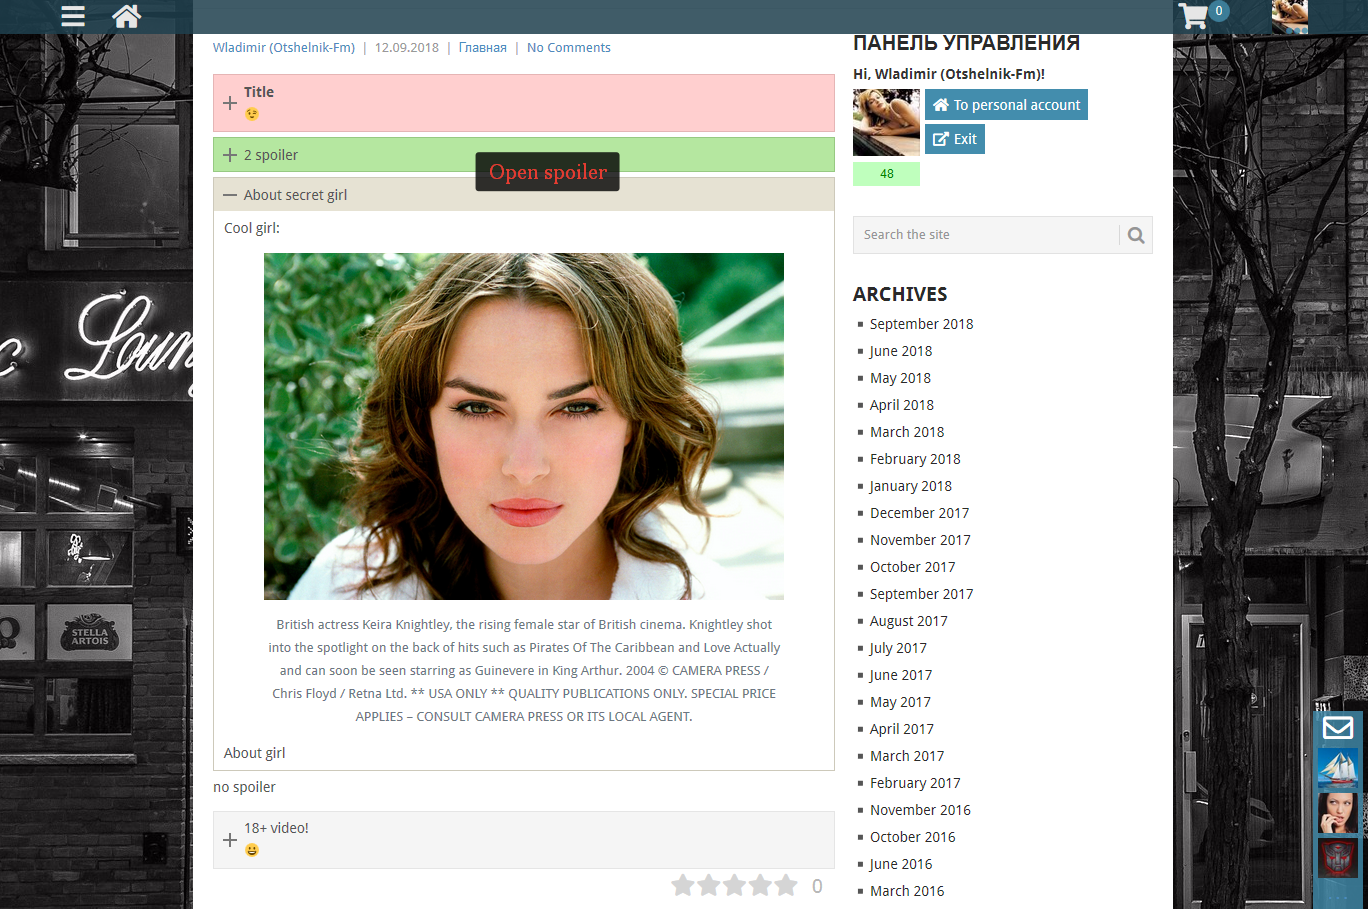 0
Wladimir (Otshelnik-Fm) | 12.09.2018 | Главная | No Comments
Title
2 spoiler
Open spoiler
About secret girl
Cool girl:
British actress Keira Knightley, the rising female star of British cinema. Knightley shot
into the spotlight on the back of hits such as Pirates Of The Caribbean and Love Actually
and can soon be seen starring as Guinevere in King Arthur. 2004 © CAMERA PRESS /
Chris Floyd / Retna Ltd. ** USA ONLY ** QUALITY PUBLICATIONS ONLY. SPECIAL PRICE
APPLIES – CONSULT CAMERA PRESS OR ITS LOCAL AGENT.
About girl
no spoiler
18+ video!
0
ПАНЕЛЬ УПРАВЛЕНИЯ
Hi, Wladimir (Otshelnik-Fm)!
To personal account
Exit
48
Search the site
ARCHIVES
September 2018
June 2018
May 2018
April 2018
March 2018
February 2018
January 2018
December 2017
November 2017
October 2017
September 2017
August 2017
July 2017
June 2017
May 2017
April 2017
March 2017
February 2017
November 2016
October 2016
June 2016
March 2016
STELLA
ARTOIS